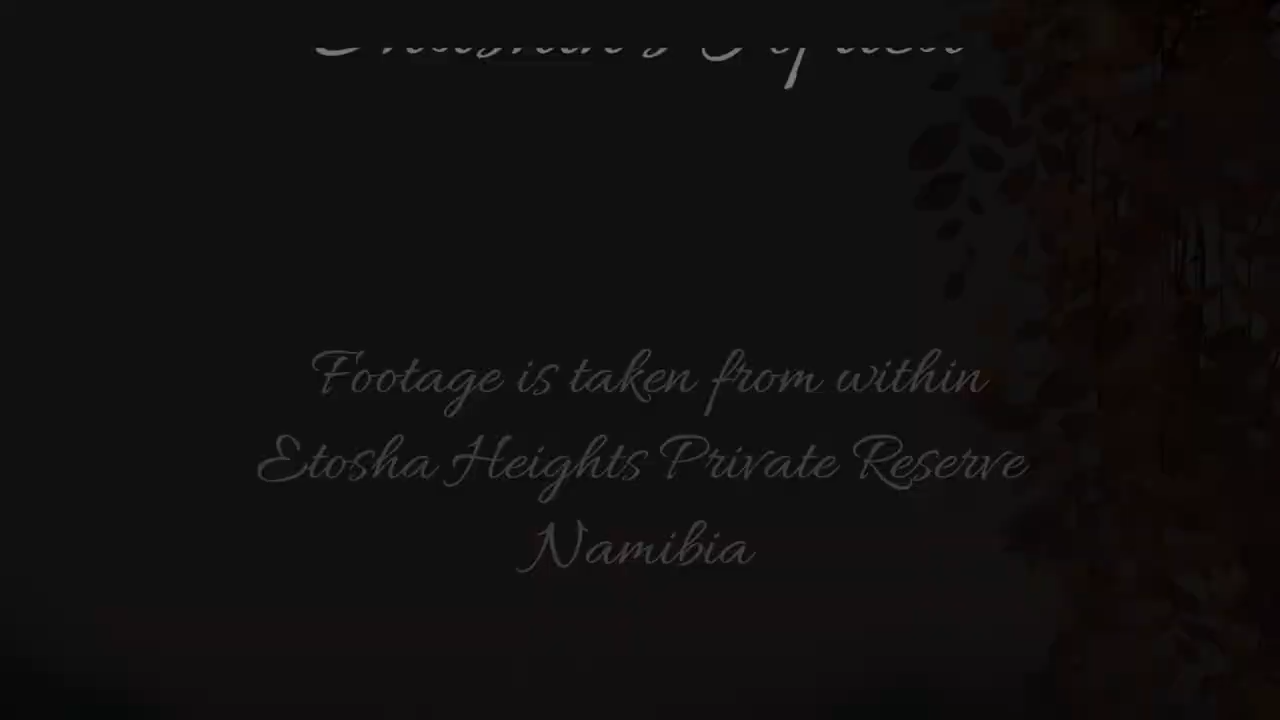 Footage is taken from within
Etosha Heights Private Reserve
Namibia